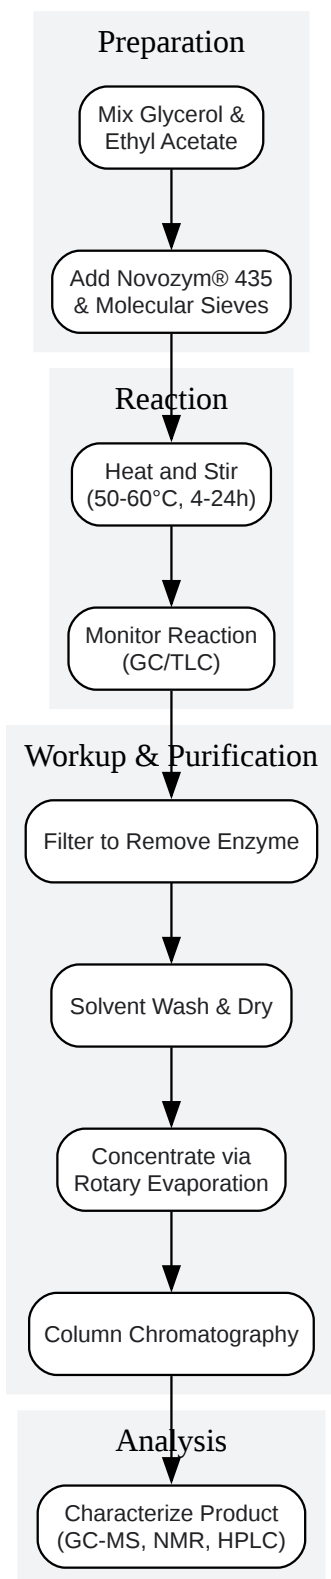 Preparation
Mix Glycerol &
Ethyl Acetate
Add Novozym® 435
& Molecular Sieves
Reaction
Heat and Stir
(50-60°C, 4-24h)
Monitor Reaction
(GC/TLC)
Workup & Purification
Filter to Remove Enzyme
Solvent Wash & Dry
Concentrate via
Rotary Evaporation
Column Chromatography
Analysis
Characterize Product
(GC-MS, NMR, HPLC)